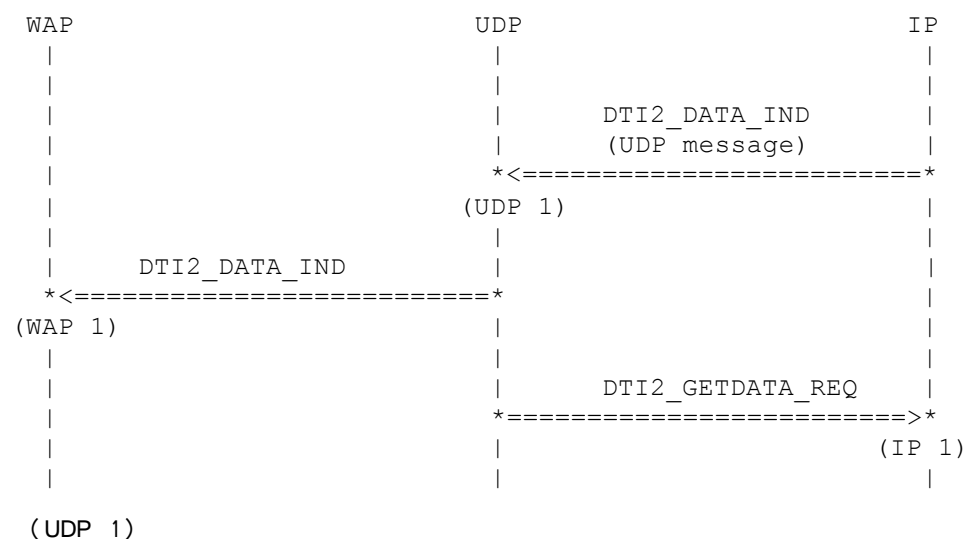 WAP UDP IP
DTI2_DATA_IND
(UDP message)
*<=========================*
(UDP 1)
DTI2_DATA_IND
*<==========================*
(WAP 1)
DTI2_GETDATA_REQ
*=========================>*
(IP 1)
(UDP 1)